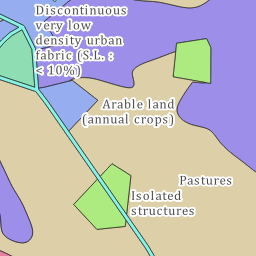 Discontinuous
very low
density urban
fabric (S.L. :
< 10%)
Arable land
(annual crops)
Pastures
Isolated
structures